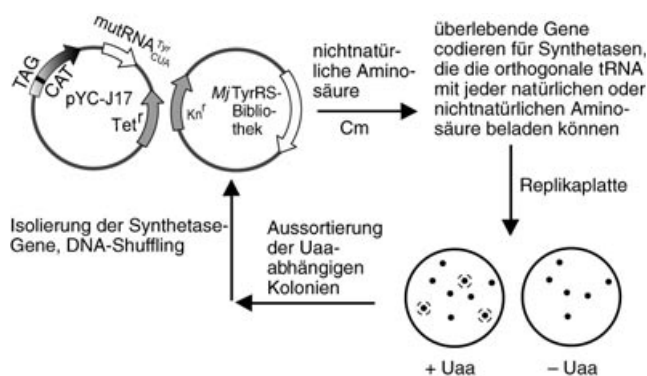 mutRNA Tyr CUA
TAG
CAT
pYC-J17
Tet r
Kn r
MjTyrRS-
Biblio-
thek
nichtnatür-
liche Amino-
säure
Cm
überlebende Gene
codieren für Synthetasen,
die die orthogonale tRNA
mit jeder natürlichen oder
nichtnatürlichen Amino-
säure beladen können
Replikaplatte
Isolierung der Synthetase-
Gene, DNA-Shuffling
Aussortierung
der Uaa-
abhängigen
Kolonien
+ Uaa
– Uaa